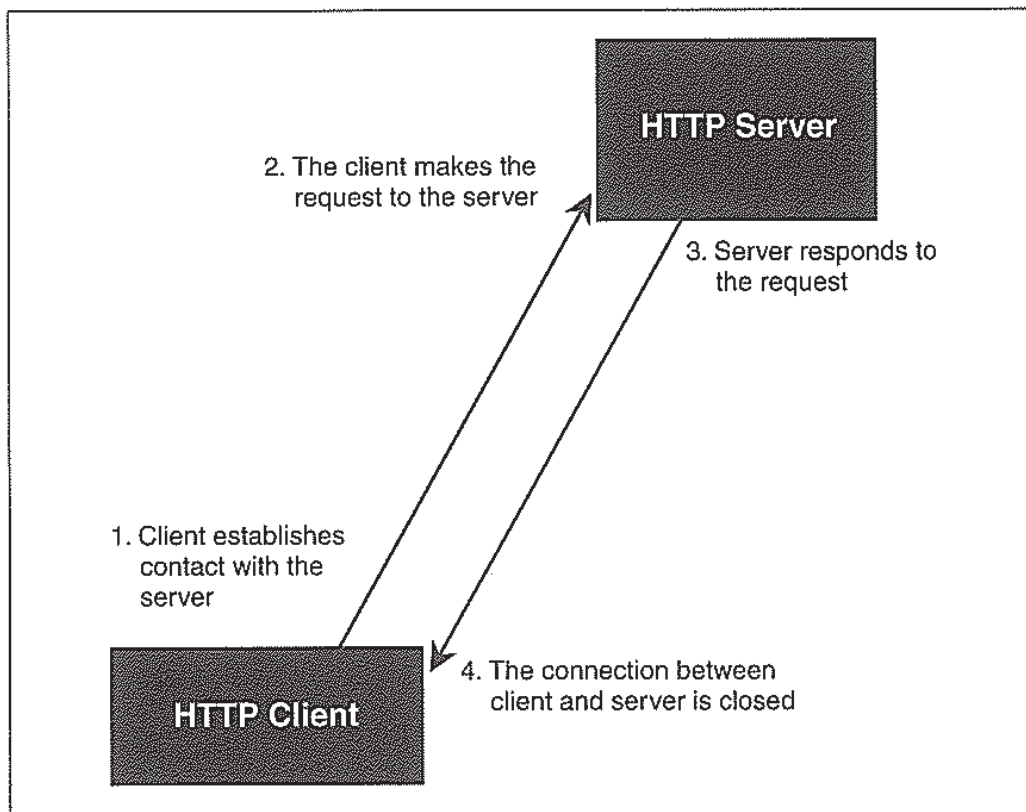 HTTP Server
2. The client makes the
request to the server
3. Server responds to
the request
1. Client establishes
contact with the
server
HTTP Client
4. The connection between
client and server is closed